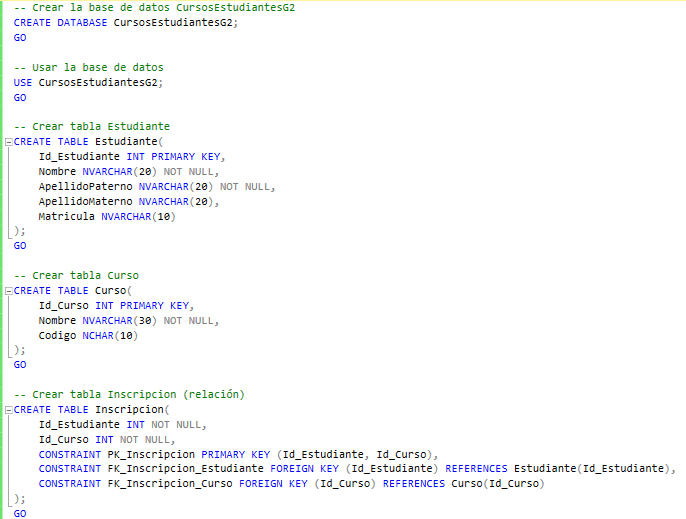 -- Crear la base de datos CursosEstudiantesG2
CREATE DATABASE CursosEstudiantesG2;
GO
-- Usar la base de datos
USE CursosEstudiantesG2;
GO
-- Crear tabla Estudiante
CREATE TABLE Estudiante(
Id_Estudiante INT PRIMARY KEY,
Nombre NVARCHAR(20) NOT NULL,
ApellidoPaterno NVARCHAR(20) NOT NULL,
ApellidoMaterno NVARCHAR(20),
Matricula NVARCHAR(10)
);
GO
-- Crear tabla Curso
CREATE TABLE Curso(
Id_Curso INT PRIMARY KEY,
Nombre NVARCHAR(30) NOT NULL,
Codigo NCHAR(10)
);
GO
-- Crear tabla Inscripcion (relación)
CREATE TABLE Inscripcion(
Id_Estudiante INT NOT NULL,
Id_Curso INT NOT NULL,
CONSTRAINT PK_Inscripcion PRIMARY KEY (Id_Estudiante, Id_Curso),
CONSTRAINT FK_Inscripcion_Estudiante FOREIGN KEY (Id_Estudiante) REFERENCES Estudiante(Id_Estudiante),
CONSTRAINT FK_Inscripcion_Curso FOREIGN KEY (Id_Curso) REFERENCES Curso(Id_Curso)
);
GO